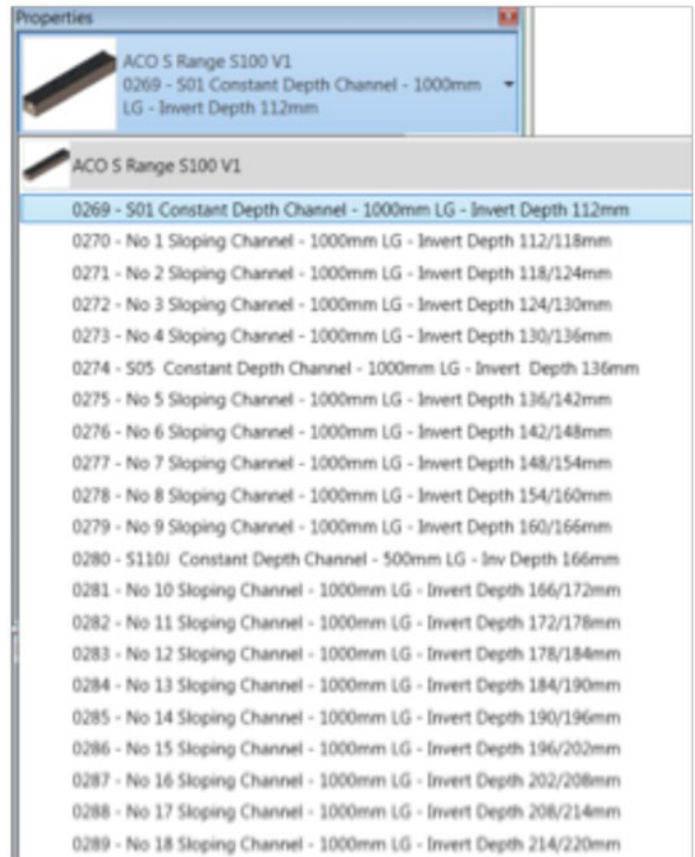 Properties
ACO S Range S100 V1
0269 - S01 Constant Depth Channel - 1000mm
LG - Invert Depth 112mm
ACO S Range S100 V1
0269 - S01 Constant Depth Channel - 1000mm LG - Invert Depth 112mm
0270 - No 1 Sloping Channel - 1000mm LG - Invert Depth 112/118mm
0271 - No 2 Sloping Channel - 1000mm LG - Invert Depth 118/124mm
0272 - No 3 Sloping Channel - 1000mm LG - Invert Depth 124/130mm
0273 - No 4 Sloping Channel - 1000mm LG - Invert Depth 130/136mm
0274 - S05 Constant Depth Channel - 1000mm LG - Invert Depth 136mm
0275 - No 5 Sloping Channel - 1000mm LG - Invert Depth 136/142mm
0276 - No 6 Sloping Channel - 1000mm LG - Invert Depth 142/148mm
0277 - No 7 Sloping Channel - 1000mm LG - Invert Depth 148/154mm
0278 - No 8 Sloping Channel - 1000mm LG - Invert Depth 154/160mm
0279 - No 9 Sloping Channel - 1000mm LG - Invert Depth 160/166mm
0280 - S110J Constant Depth Channel - 500mm LG - Inv Depth 166mm
0281 - No 10 Sloping Channel - 1000mm LG - Invert Depth 166/172mm
0282 - No 11 Sloping Channel - 1000mm LG - Invert Depth 172/178mm
0283 - No 12 Sloping Channel - 1000mm LG - Invert Depth 178/184mm
0284 - No 13 Sloping Channel - 1000mm LG - Invert Depth 184/190mm
0285 - No 14 Sloping Channel - 1000mm LG - Invert Depth 190/196mm
0286 - No 15 Sloping Channel - 1000mm LG - Invert Depth 196/202mm
0287 - No 16 Sloping Channel - 1000mm LG - Invert Depth 202/208mm
0288 - No 17 Sloping Channel - 1000mm LG - Invert Depth 208/214mm
0289 - No 18 Sloping Channel - 1000mm LG - Invert Depth 214/220mm